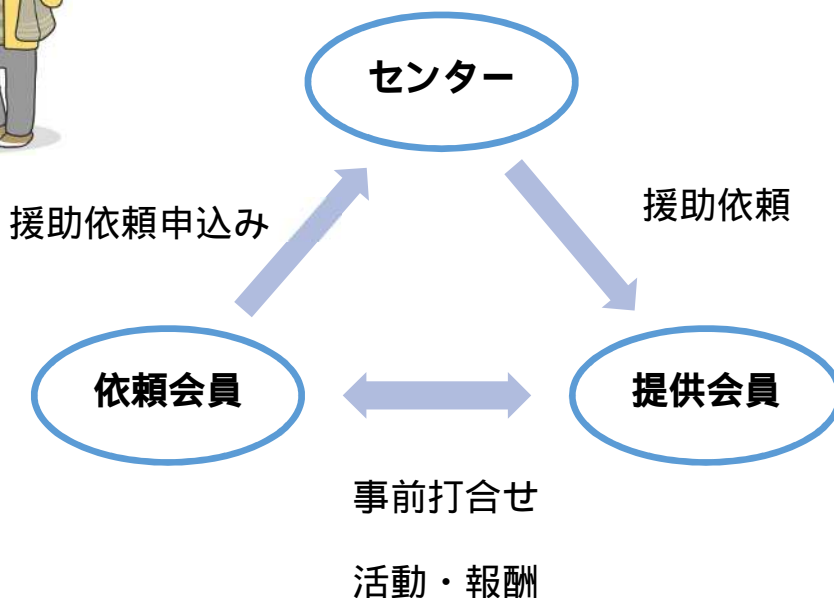 センター
援助依頼申込み
援助依頼
依頼会員
提供会員
事前打合せ
活動・報酬